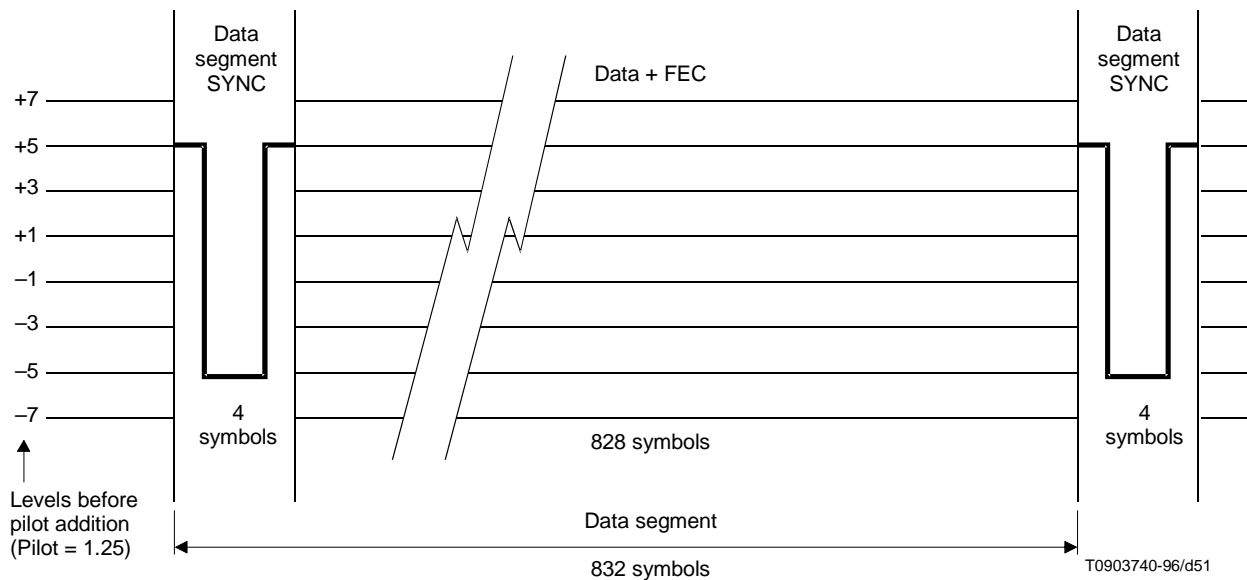 Data
segment
SYNC
Data + FEC
Data
segment
SYNC
+7
+5
+3
+1
–1
–3
–5
–7
4
symbols
828 symbols
4
symbols
Levels before
pilot addition
(Pilot = 1.25)
Data segment
832 symbols
T0903740-96/d51